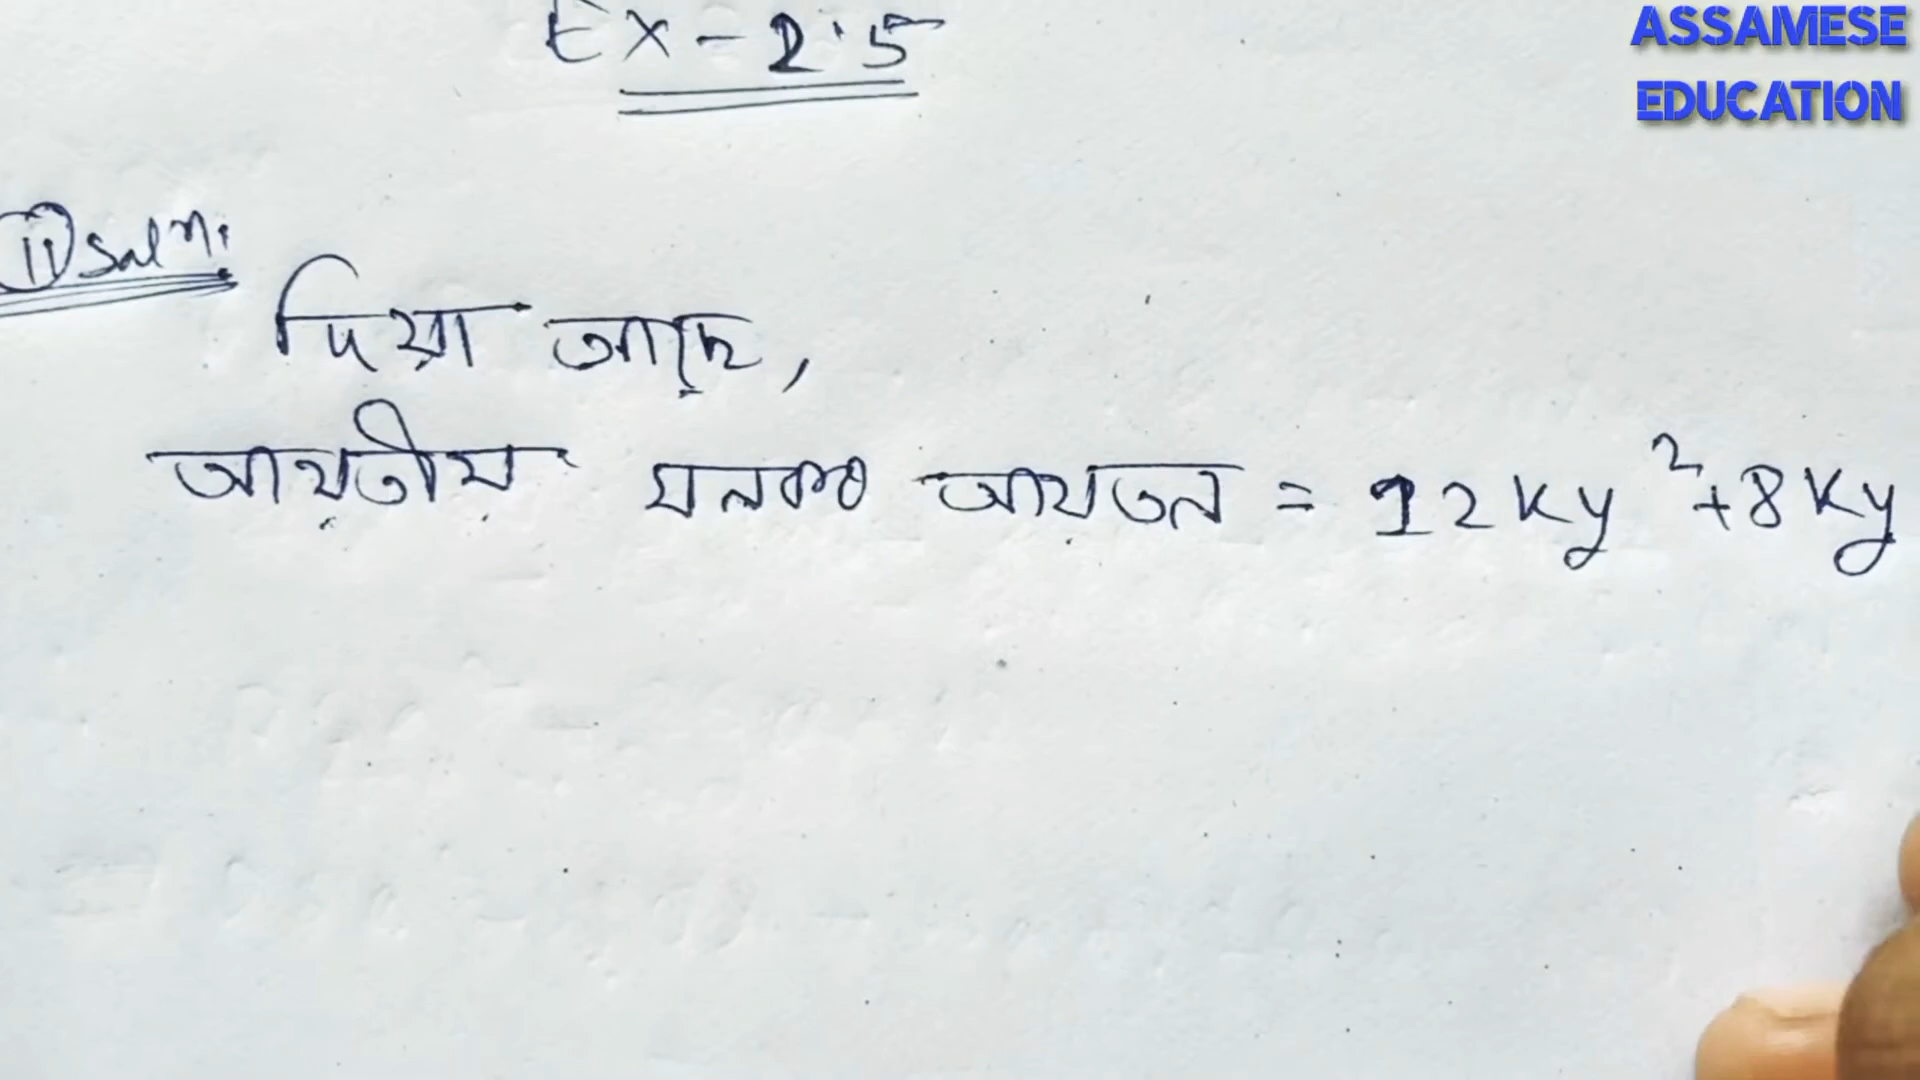 Ex - 2.5
ASSAMESE
EDUCATION
(ii) Solⁿ:
দিয়া আছে,
আয়তীয় ঘনকৰ আয়তন = 12Ky²+8Ky